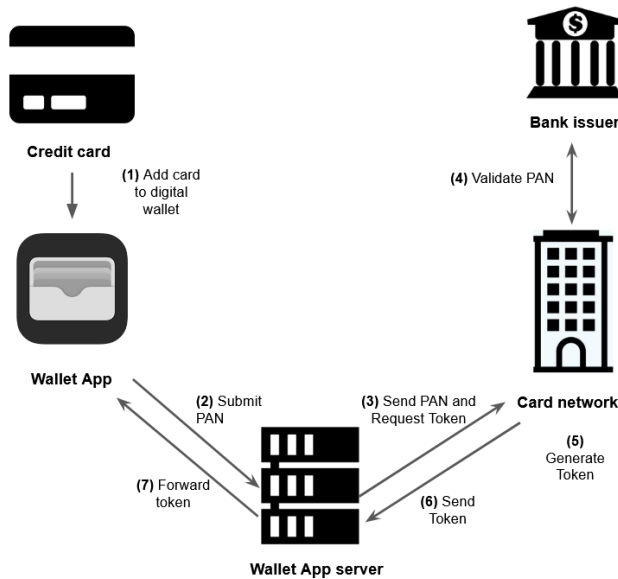 $
Bank issuer
Credit card
(1) Add card
to digital
wallet
(4) Validate PAN
Wallet App
(2) Submit
PAN
(3) Send PAN and
Request Token
Card network
(5)
Generate
Token
(7) Forward
token
(6) Send
Token
Wallet App server